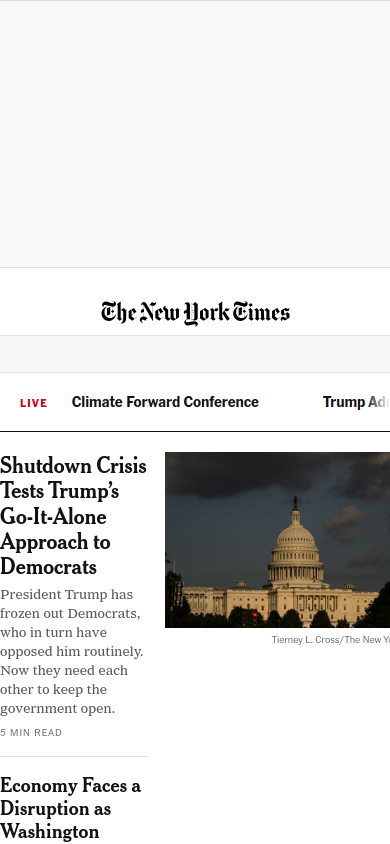 The New York Times
LIVE
Climate Forward Conference
Trump Ad
Shutdown Crisis
Tests Trump’s
Go-It-Alone
Approach to
Democrats
President Trump has
frozen out Democrats,
who in turn have
opposed him routinely.
Now they need each
other to keep the
government open.
5 MIN READ
Tierney L. Cross/The New Yo
Economy Faces a
Disruption as
Washington